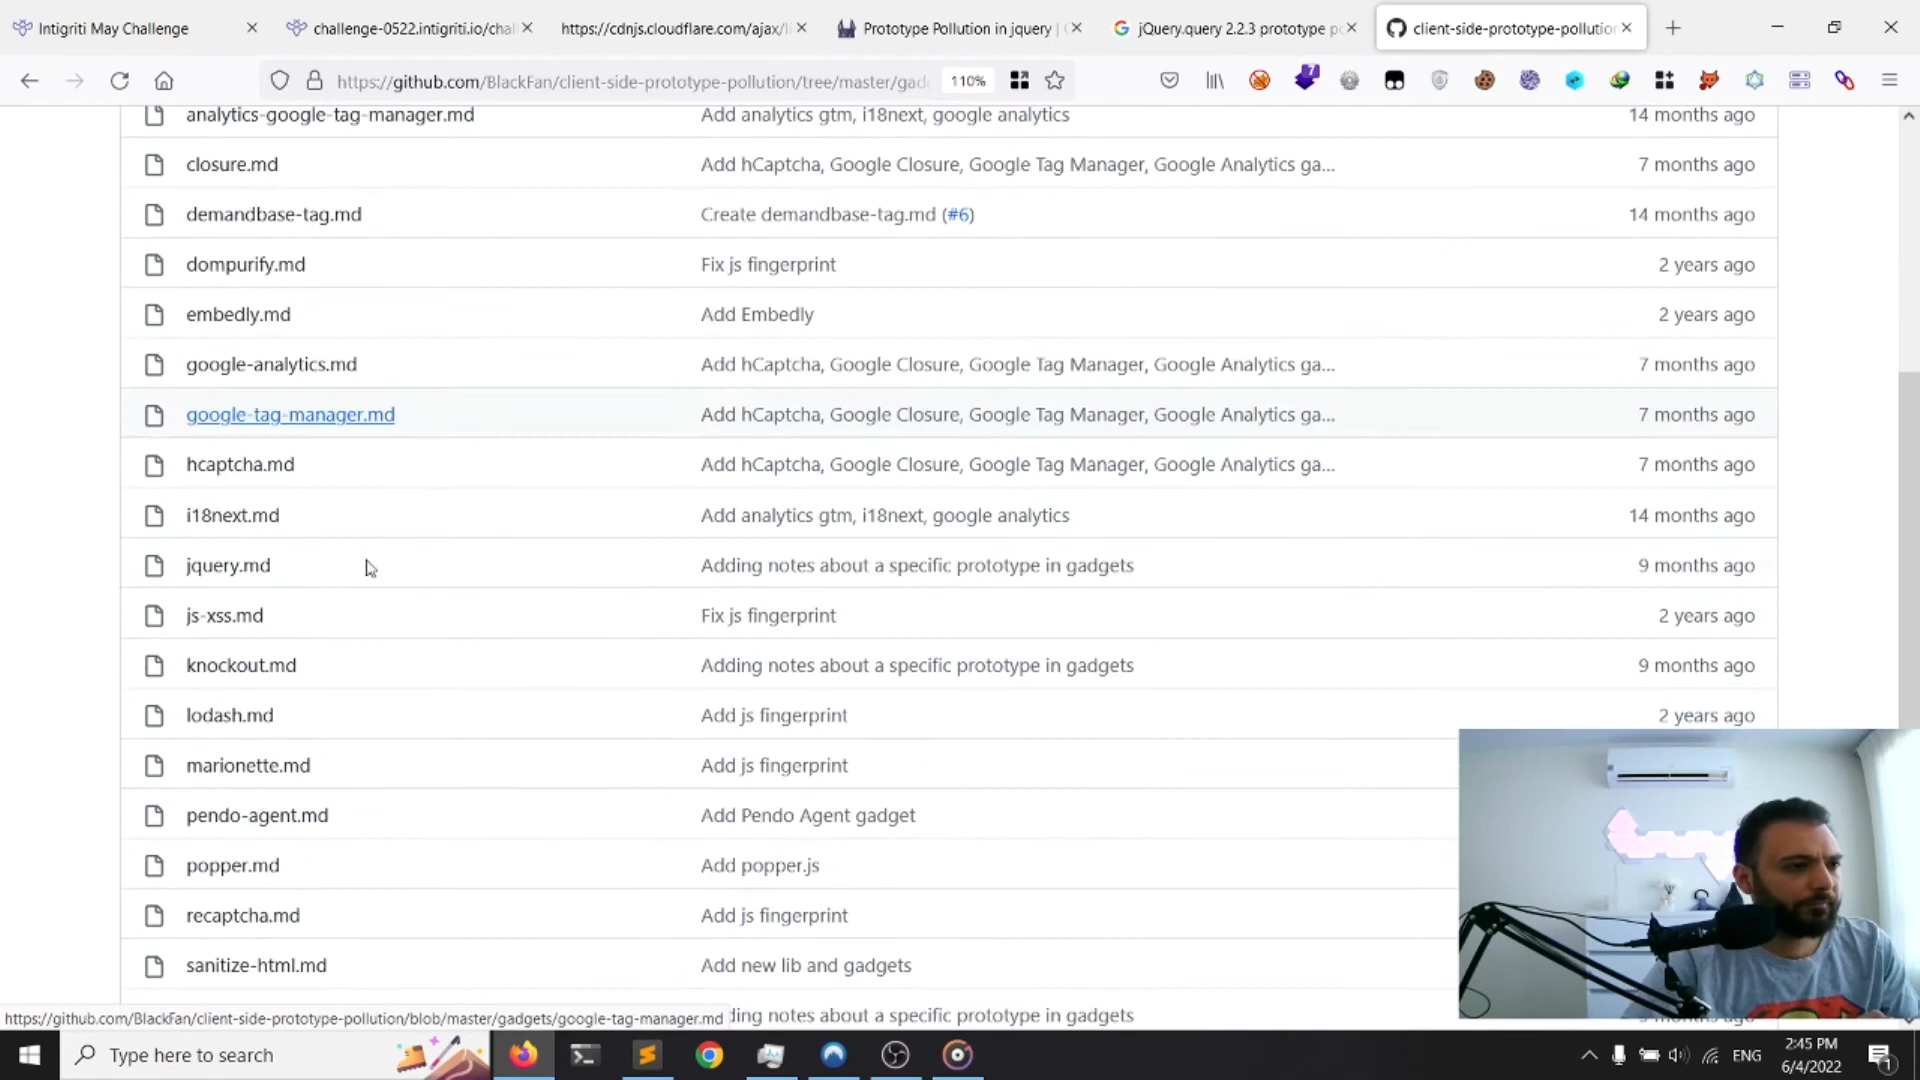 Intigriti May Challenge
challenge-0522.intigriti.io/chal
https://cdnjs.cloudflare.com/ajax/l
Prototype Pollution in jquery |
jQuery.query 2.2.3 prototype po
client-side-prototype-pollution
https://github.com/BlackFan/client-side-prototype-pollution/tree/master/gad
110%
7
analytics-google-tag-manager.md Add analytics gtm, i18next, google analytics 14 months ago
closure.md Add hCaptcha, Google Closure, Google Tag Manager, Google Analytics ga... 7 months ago
demandbase-tag.md Create demandbase-tag.md (#6) 14 months ago
dompurify.md Fix js fingerprint 2 years ago
embedly.md Add Embedly 2 years ago
google-analytics.md Add hCaptcha, Google Closure, Google Tag Manager, Google Analytics ga... 7 months ago
google-tag-manager.md Add hCaptcha, Google Closure, Google Tag Manager, Google Analytics ga... 7 months ago
hcaptcha.md Add hCaptcha, Google Closure, Google Tag Manager, Google Analytics ga... 7 months ago
i18next.md Add analytics gtm, i18next, google analytics 14 months ago
jquery.md Adding notes about a specific prototype in gadgets 9 months ago
js-xss.md Fix js fingerprint 2 years ago
knockout.md Adding notes about a specific prototype in gadgets 9 months ago
lodash.md Add js fingerprint 2 years ago
marionette.md Add js fingerprint
pendo-agent.md Add Pendo Agent gadget
popper.md Add popper.js
recaptcha.md Add js fingerprint
sanitize-html.md Add new lib and gadgets
https://github.com/BlackFan/client-side-prototype-pollution/blob/master/gadgets/google-tag-manager.md ding notes about a specific prototype in gadgets
Type here to search
ENG
2:45 PM
6/4/2022
1